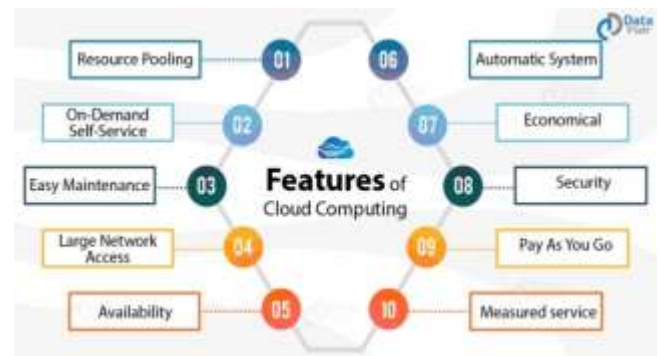 Data
Flair
Resource Pooling
01
On-Demand
Self-Service
02
Easy Maintenance
03
Large Network
Access
04
Availability
05
Features of
Cloud Computing
06
Automatic System
07
Economical
08
Security
09
Pay As You Go
10
Measured service